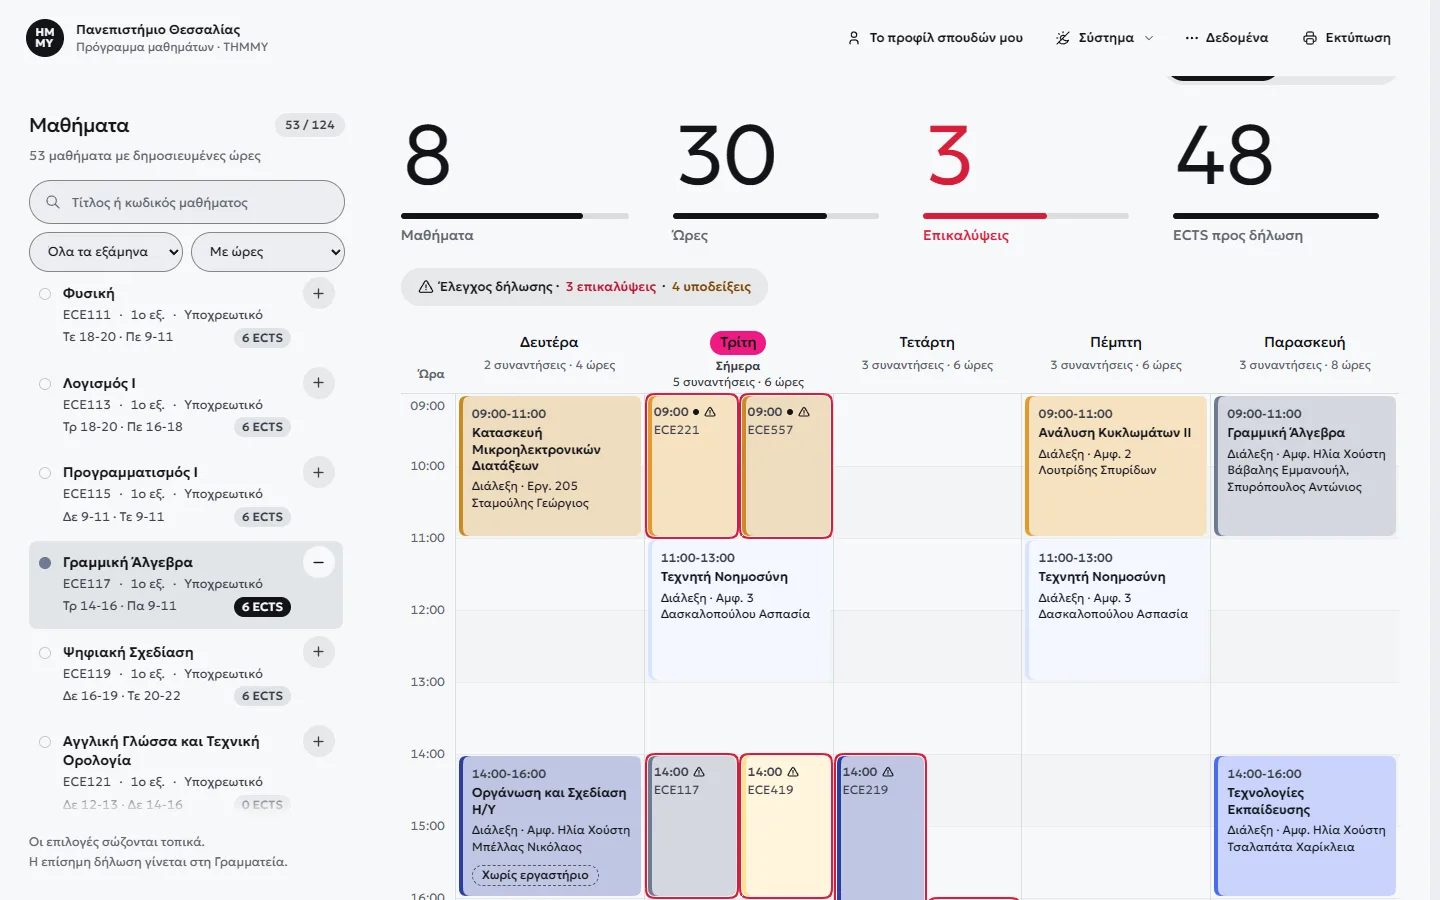 HM
MY
Πανεπιστήμιο Θεσσαλίας
Πρόγραμμα μαθημάτων · ΤΗΜΜΥ
Το προφίλ σπουδών μου
Σύστημα
Δεδομένα
Εκτύπωση
Μαθήματα
53 / 124
53 μαθήματα με δημοσιευμένες ώρες
Τίτλος ή κωδικός μαθήματος
Όλα τα εξάμηνα
Με ώρες
Φυσική
ECE111 · 1ο εξ. · Υποχρεωτικό
Τε 18-20 · Πε 9-11
6 ECTS
Λογισμός Ι
ECE113 · 1ο εξ. · Υποχρεωτικό
Τρ 18-20 · Πε 16-18
6 ECTS
Προγραμματισμός Ι
ECE115 · 1ο εξ. · Υποχρεωτικό
Δε 9-11 · Τε 9-11
6 ECTS
Γραμμική Άλγεβρα
ECE117 · 1ο εξ. · Υποχρεωτικό
Τρ 14-16 · Πα 9-11
6 ECTS
Ψηφιακή Σχεδίαση
ECE119 · 1ο εξ. · Υποχρεωτικό
Δε 16-19 · Τε 20-22
6 ECTS
Αγγλική Γλώσσα και Τεχνική
Ορολογία
ECE121 · 1ο εξ. · Υποχρεωτικό
Δε 12-13 · Δε 14-16
0 ECTS
Οι επιλογές σώζονται τοπικά.
Η επίσημη δήλωση γίνεται στη Γραμματεία.
8
Μαθήματα
30
Ώρες
3
Επικαλύψεις
48
ECTS προς δήλωση
Έλεγχος δήλωσης · 3 επικαλύψεις · 4 υποδείξεις
Ώρα
Δευτέρα
2 συναντήσεις · 4 ώρες
Τρίτη
Σήμερα
5 συναντήσεις · 6 ώρες
Τετάρτη
3 συναντήσεις · 6 ώρες
Πέμπτη
3 συναντήσεις · 6 ώρες
Παρασκευή
3 συναντήσεις · 8 ώρες
09:00
10:00
11:00
12:00
13:00
14:00
15:00
16:00
09:00-11:00
Κατασκευή
Μικροηλεκτρονικών
Διατάξεων
Διάλεξη · Εργ. 205
Σταμούλης Γεώργιος
14:00-16:00
Οργάνωση και Σχεδίαση
Η/Υ
Διάλεξη · Αμφ. Ηλία Χούστη
Μπέλλας Νικόλαος
Χωρίς εργαστήριο
09:00
ECE221
09:00
ECE557
11:00-13:00
Τεχνητή Νοημοσύνη
Διάλεξη · Αμφ. 3
Δασκαλοπούλου Ασπασία
14:00
ECE117
14:00
ECE419
14:00
ECE219
09:00-11:00
Ανάλυση Κυκλωμάτων ΙΙ
Διάλεξη · Αμφ. 2
Λουτρίδης Σπυρίδων
11:00-13:00
Τεχνητή Νοημοσύνη
Διάλεξη · Αμφ. 3
Δασκαλοπούλου Ασπασία
09:00-11:00
Γραμμική Άλγεβρα
Διάλεξη · Αμφ. Ηλία Χούστη
Βάβαλης Εμμανουήλ,
Σπυρόπουλος Αντώνιος
14:00-16:00
Τεχνολογίες
Εκπαίδευσης
Διάλεξη · Αμφ. Ηλία Χούστη
Τσαλαπάτα Χαρίκλεια